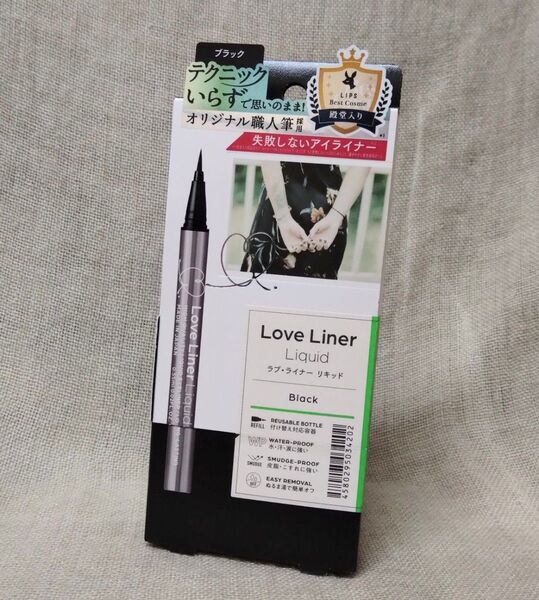 ブラック
テクニック
いらずで思いのまま!
オリジナル職人筆採用
LIPS
Best Cosme
殿堂入り
*1
失敗しないアイライナー
Love Liner Liquid
MADE IN JAPAN
Love Liner
Liquid
ラブ・ライナー リキッド
Black
REFILL
REUSABLE BOTTLE
付け替え対応容器
WP
WATER-PROOF
水・汗・涙に強い
SMUDGE
SMUDGE-PROOF
皮脂・こすれに強い
EASY REMOVAL
ぬるま湯で簡単オフ
4580295034202